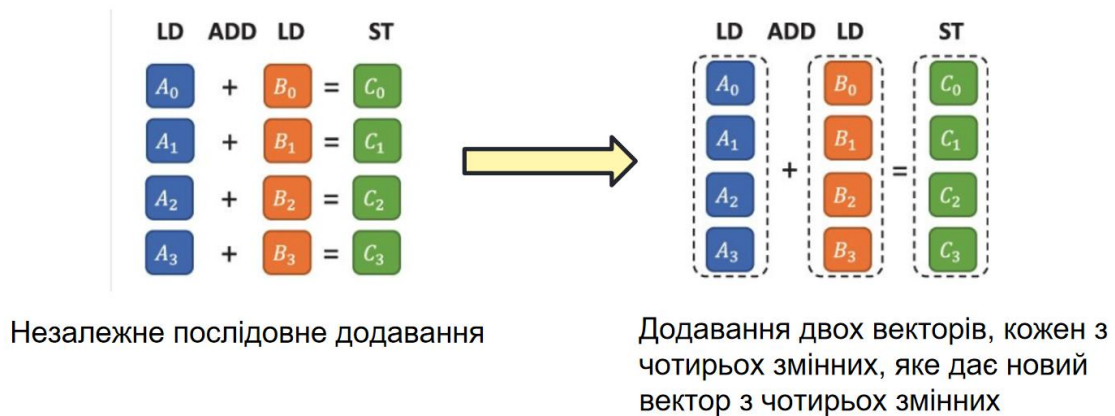 LD ADD LD ST
A₀ + B₀ = C₀
A₁ + B₁ = C₁
A₂ + B₂ = C₂
A₃ + B₃ = C₃
Незалежне послідовне додавання
LD ADD LD ST
A₀ B₀ C₀
A₁ B₁ C₁
+ =
A₂ B₂ C₂
A₃ B₃ C₃
Додавання двох векторів, кожен з
чотирьох змінних, яке дає новий
вектор з чотирьох змінних